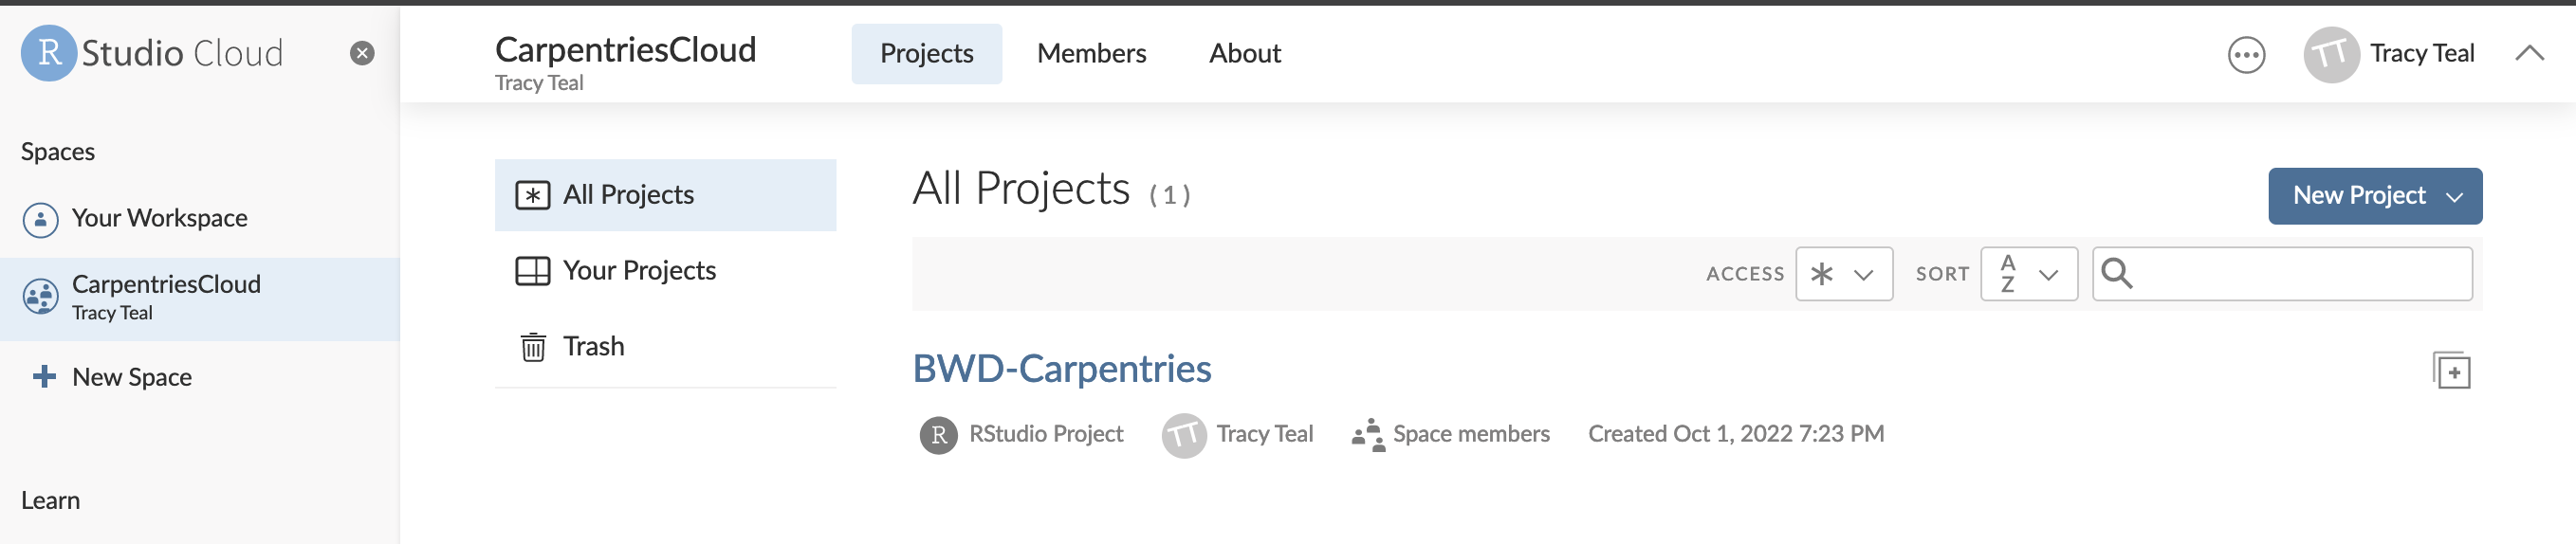 R Studio Cloud
Spaces
Your Workspace
CarpentriesCloud
Tracy Teal
New Space
Learn
CarpentriesCloud
Tracy Teal
Projects Members About
TT Tracy Teal
All Projects
Your Projects
Trash
All Projects (1)
New Project
ACCESS * SORT A Z
BWD-Carpentries
R RStudio Project TT Tracy Teal Space members Created Oct 1, 2022 7:23 PM